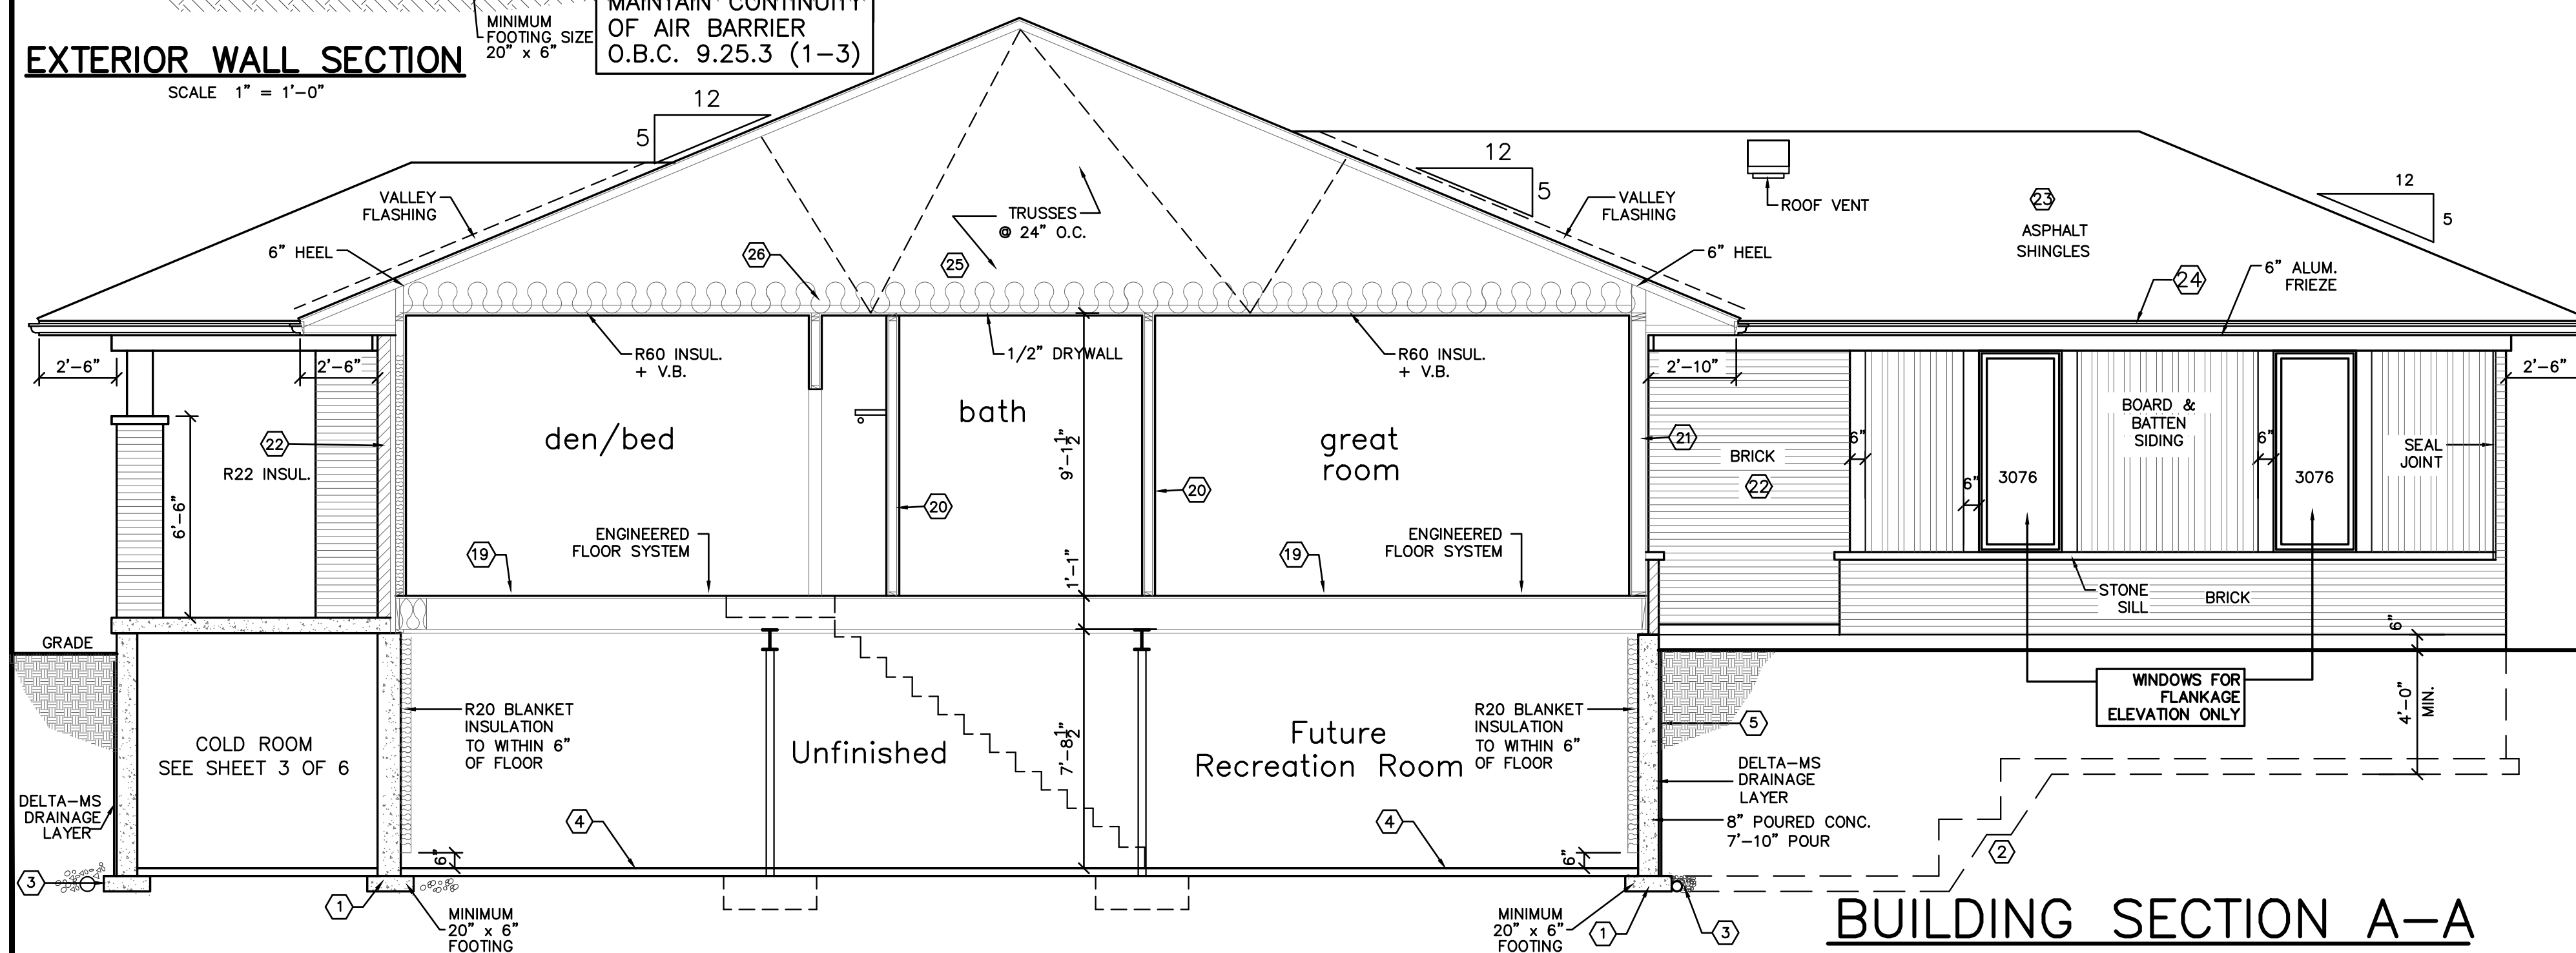 MINIMUM
FOOTING SIZE
20" x 6"
MAINTAIN CONTINUITY
OF AIR BARRIER
O.B.C. 9.25.3 (1-3)
EXTERIOR WALL SECTION
SCALE 1" = 1'-0"
12
5
12
5
12
5
VALLEY
FLASHING
6" HEEL
26
TRUSSES
@ 24" O.C.
25
VALLEY
FLASHING
6" HEEL
ROOF VENT
23
ASPHALT
SHINGLES
24
6" ALUM.
FRIEZE
2'-6"
2'-6"
R60 INSUL.
+ V.B.
1/2" DRYWALL
R60 INSUL.
+ V.B.
2'-10"
2'-6"
22
R22 INSUL.
6'-6"
den/bed
bath
9'-1 1/2"
great
room
21
BRICK
22
6"
6"
3076
BOARD &
BATTEN
SIDING
6"
3076
SEAL
JOINT
20
20
19
ENGINEERED
FLOOR SYSTEM
1'-1"
19
ENGINEERED
FLOOR SYSTEM
STONE
SILL
BRICK
6"
GRADE
COLD ROOM
SEE SHEET 3 OF 6
R20 BLANKET
INSULATION
TO WITHIN 6"
OF FLOOR
Unfinished
7'-8 1/2"
Future
Recreation Room
R20 BLANKET
INSULATION
TO WITHIN 6"
OF FLOOR
5
WINDOWS FOR
FLANKAGE
ELEVATION ONLY
4'-0"
MIN.
DELTA-MS
DRAINAGE
LAYER
DELTA-MS
DRAINAGE
LAYER
8" POURED CONC.
7'-10" POUR
4
4
6"
6"
2
3
1
MINIMUM
20" x 6"
FOOTING
MINIMUM
20" x 6"
FOOTING
1
3
BUILDING SECTION A-A